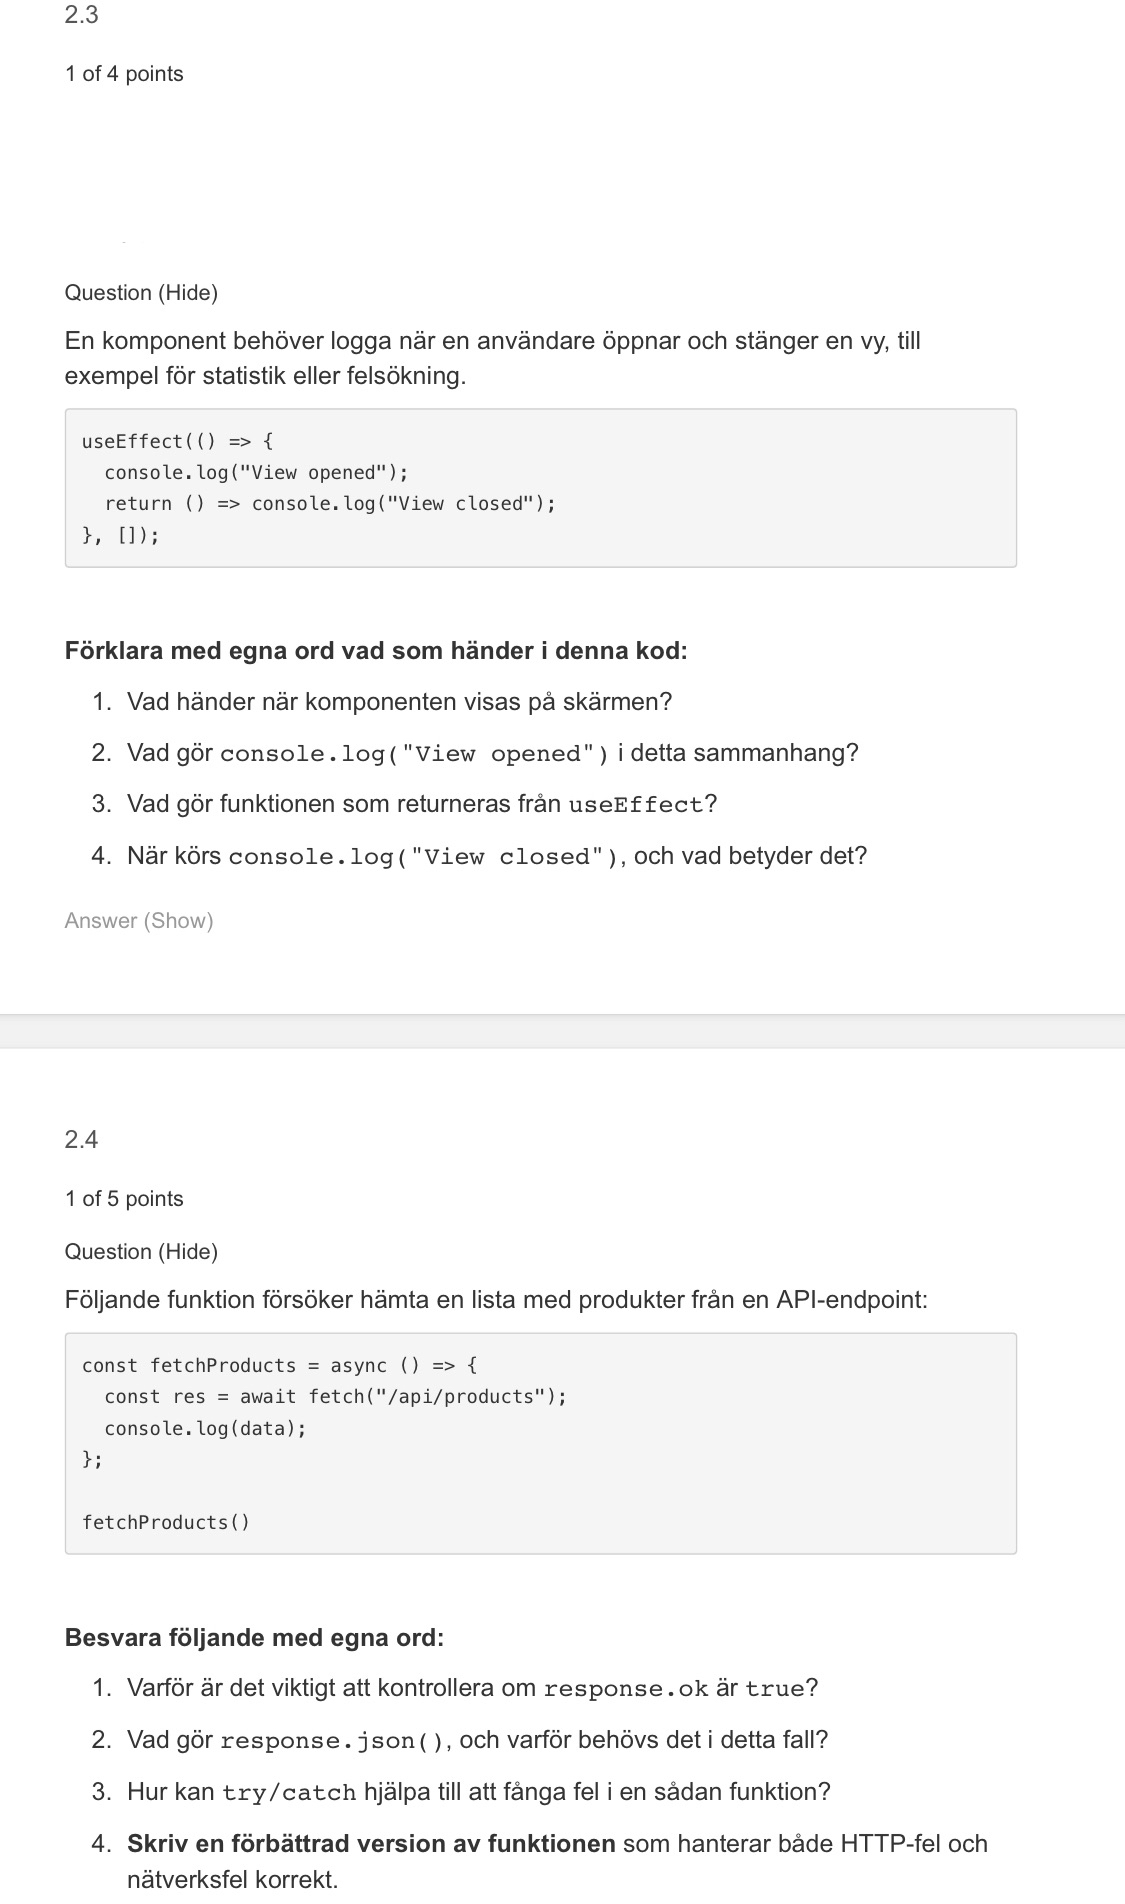 2.3
1 of 4 points
Question (Hide)
En komponent behöver logga när en användare öppnar och stänger en vy, till
exempel för statistik eller felsökning.
useEffect(() => {
  console.log("View opened");
  return () => console.log("View closed");
}, []);
Förklara med egna ord vad som händer i denna kod:
1. Vad händer när komponenten visas på skärmen?
2. Vad gör console.log("View opened") i detta sammanhang?
3. Vad gör funktionen som returneras från useEffect?
4. När körs console.log("View closed"), och vad betyder det?
Answer (Show)
2.4
1 of 5 points
Question (Hide)
Följande funktion försöker hämta en lista med produkter från en API-endpoint:
const fetchProducts = async () => {
  const res = await fetch("/api/products");
  console.log(data);
};
fetchProducts()
Besvara följande med egna ord:
1. Varför är det viktigt att kontrollera om response.ok är true?
2. Vad gör response.json(), och varför behövs det i detta fall?
3. Hur kan try/catch hjälpa till att fånga fel i en sådan funktion?
4. Skriv en förbättrad version av funktionen som hanterar både HTTP-fel och
nätverksfel korrekt.